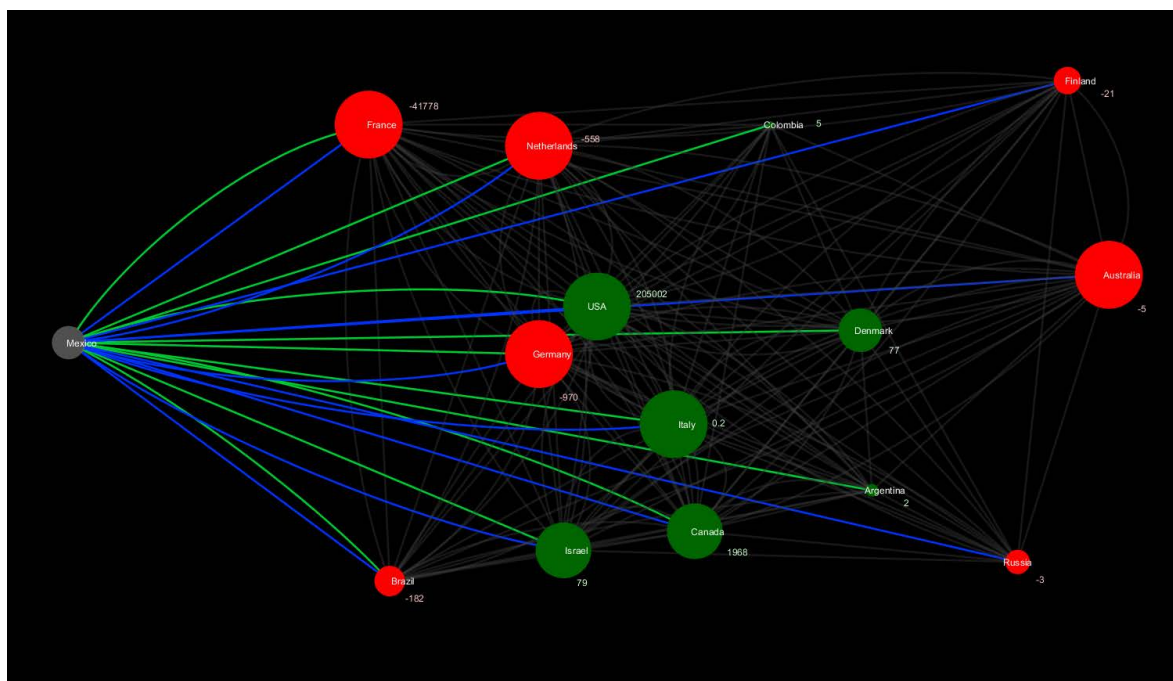 Finland
-21
-41778
France
Colombia
5
Netherlands
-558
Australia
-5
USA
205002
Mexico
Denmark
77
Germany
-970
Italy
0.2
Argentina
2
Canada
1968
Israel
79
Russia
-3
Brazil
-182